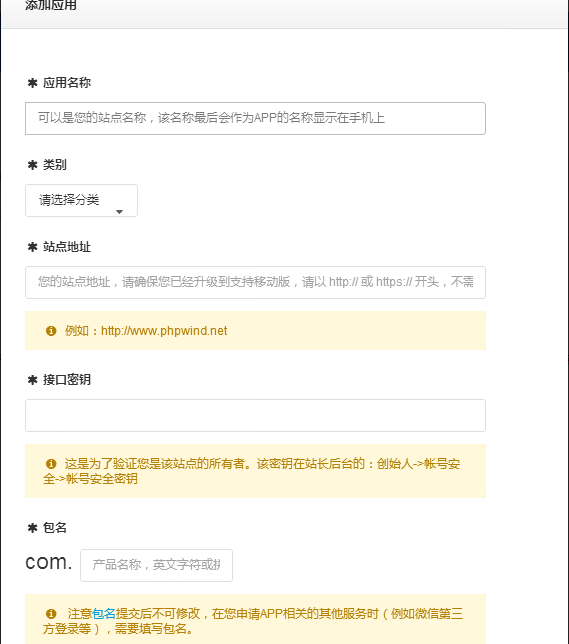 添加应用
✱ 应用名称
可以是您的站点名称，该名称最后会作为APP的名称显示在手机上
✱ 类别
请选择分类
✱ 站点地址
您的站点地址，请确保您已经升级到支持移动版，请以 http:// 或 https:// 开头，不需
例如：http://www.phpwind.net
✱ 接口密钥
这是为了验证您是该站点的所有者。该密钥在站长后台的：创始人->帐号安
全->帐号安全密钥
✱ 包名
com. 产品名称，英文字符或
注意包名提交后不可修改，在您申请APP相关的其他服务时（例如微信第三
方登录等），需要填写包名。